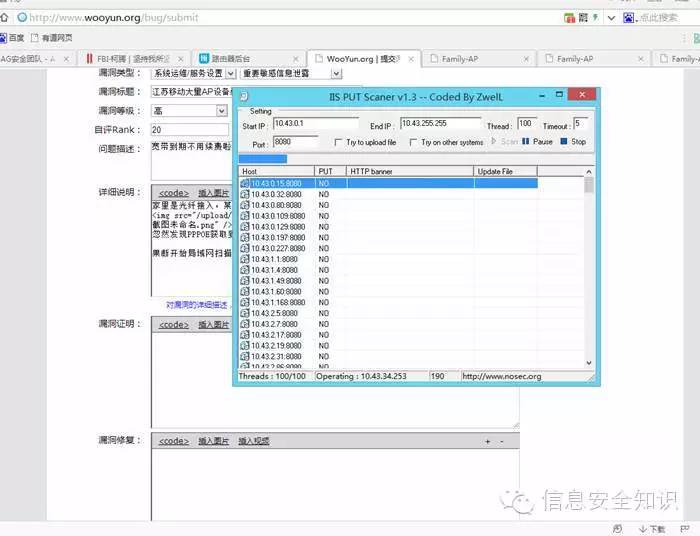 http://www.wooyun.org/bug/submit
点此搜索
百度 有道网页
AG安全团队 - FBI-柯腾 | 坚持我所 路由器后台 WooYun.org | 提交 Family-AP Family-AP Family-A
漏洞类型： 系统运维/服务设置 重要敏感信息泄露
漏洞标题： 江苏移动大量AP设备
漏洞等级： 高
自评Rank： 20
问题描述： 宽带到期不用续费啦
详细说明： <code> 插入图片
家里是光纤接入，某
<img src="/upload/
截图未命名.png" />
忽然发现PPPOE获取到
果断开始局域网扫描
对漏洞的详细描述，
漏洞证明： <code> 插入图片
漏洞修复： <code> 插入图片 插入视频 + -
IIS PUT Scaner v1.3 -- Coded By ZwelL
Setting
Start IP : 10.43.0.1 End IP : 10.43.255.255 Thread : 100 Timeout : 5
Port : 8080 Try to upload file Try on other systems Scan Pause Stop
Host PUT HTTP banner Update File
10.43.0.15:8080 NO
10.43.0.32:8080 NO
10.43.0.80:8080 NO
10.43.0.109:8080 NO
10.43.0.129:8080 NO
10.43.0.197:8080 NO
10.43.0.227:8080 NO
10.43.1.1:8080 NO
10.43.1.4:8080 NO
10.43.1.49:8080 NO
10.43.1.60:8080 NO
10.43.1.168:8080 NO
10.43.2.5:8080 NO
10.43.2.7:8080 NO
10.43.2.17:8080 NO
10.43.2.19:8080 NO
10.43.2.31:8080 NO
10.43.2.86:8080 NO
Threads : 100/100 Operating : 10.43.34.253 190 http://www.nosec.org
信息安全知识
下载